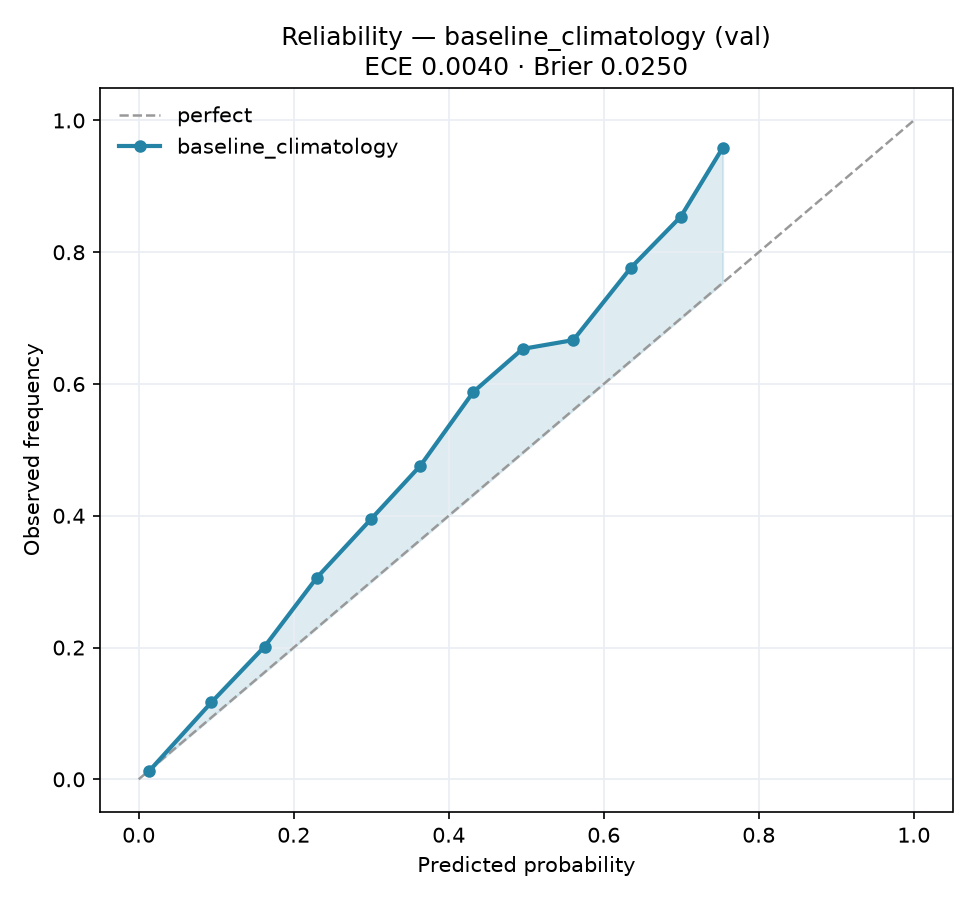 Reliability — baseline_climatology (val)
ECE 0.0040 · Brier 0.0250
perfect
baseline_climatology
1.0
0.8
0.6
0.4
0.2
0.0
Observed frequency
0.0 0.2 0.4 0.6 0.8 1.0
Predicted probability